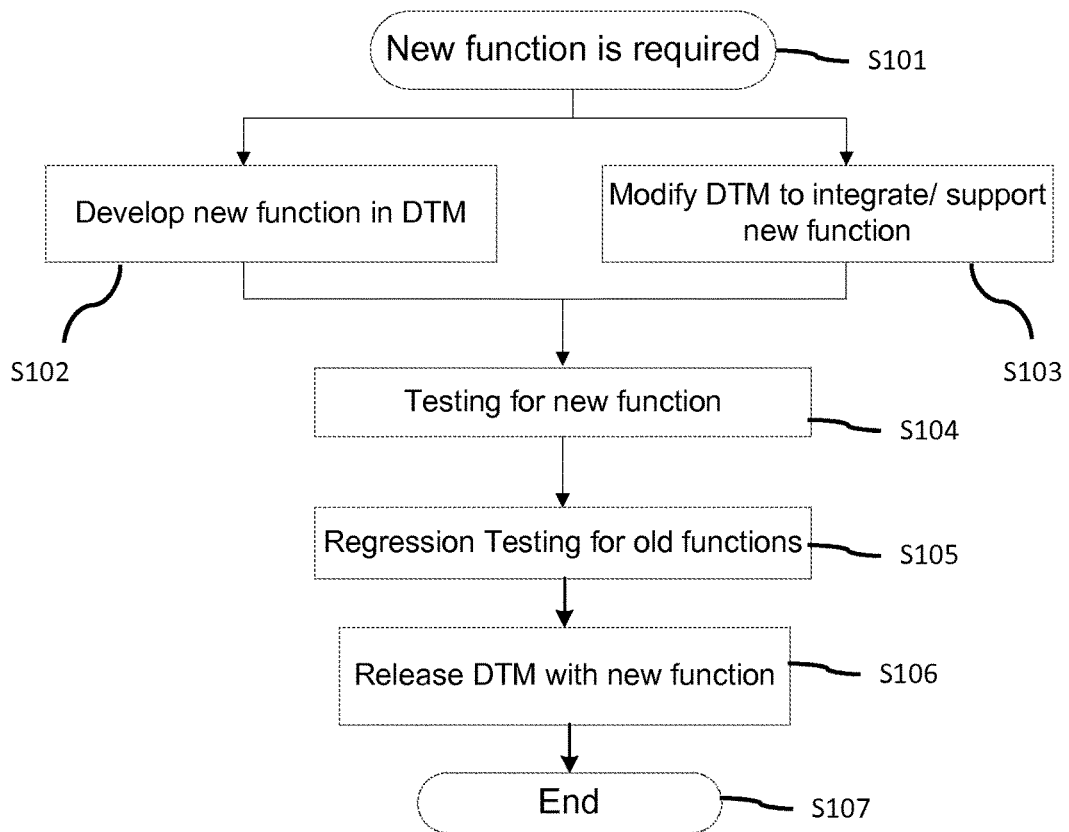 New function is required
S101
Develop new function in DTM
Modify DTM to integrate/ support
new function
S102
S103
Testing for new function
S104
Regression Testing for old functions
S105
Release DTM with new function
S106
End
S107